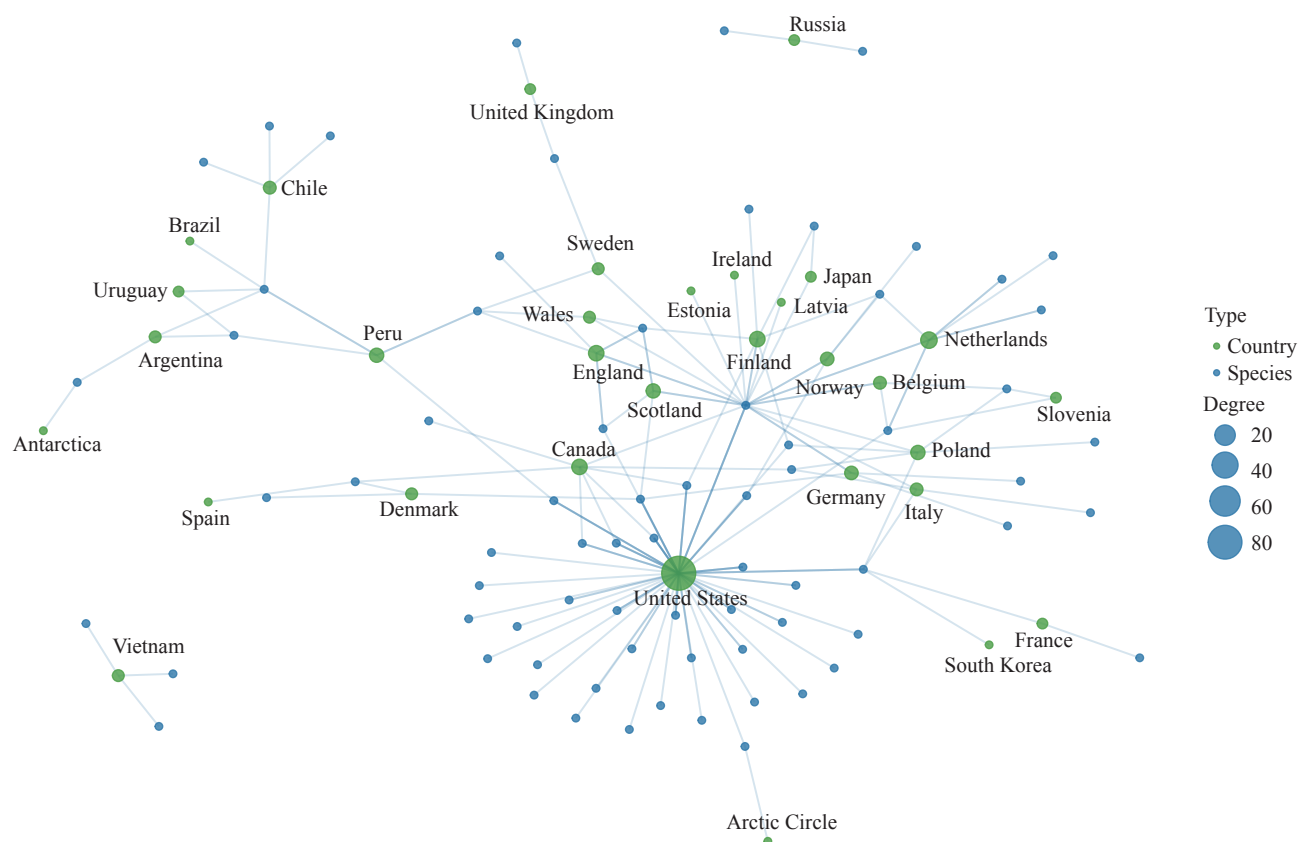 Russia
United Kingdom
Chile
Brazil
Sweden
Ireland
Japan
Uruguay
Estonia
Latvia
Wales
Peru
Netherlands
Argentina
England
Finland
Norway
Belgium
Scotland
Slovenia
Antarctica
Canada
Poland
Germany
Spain
Denmark
Italy
United States
Vietnam
France
South Korea
Arctic Circle
Type
Country
Species
Degree
20
40
60
80